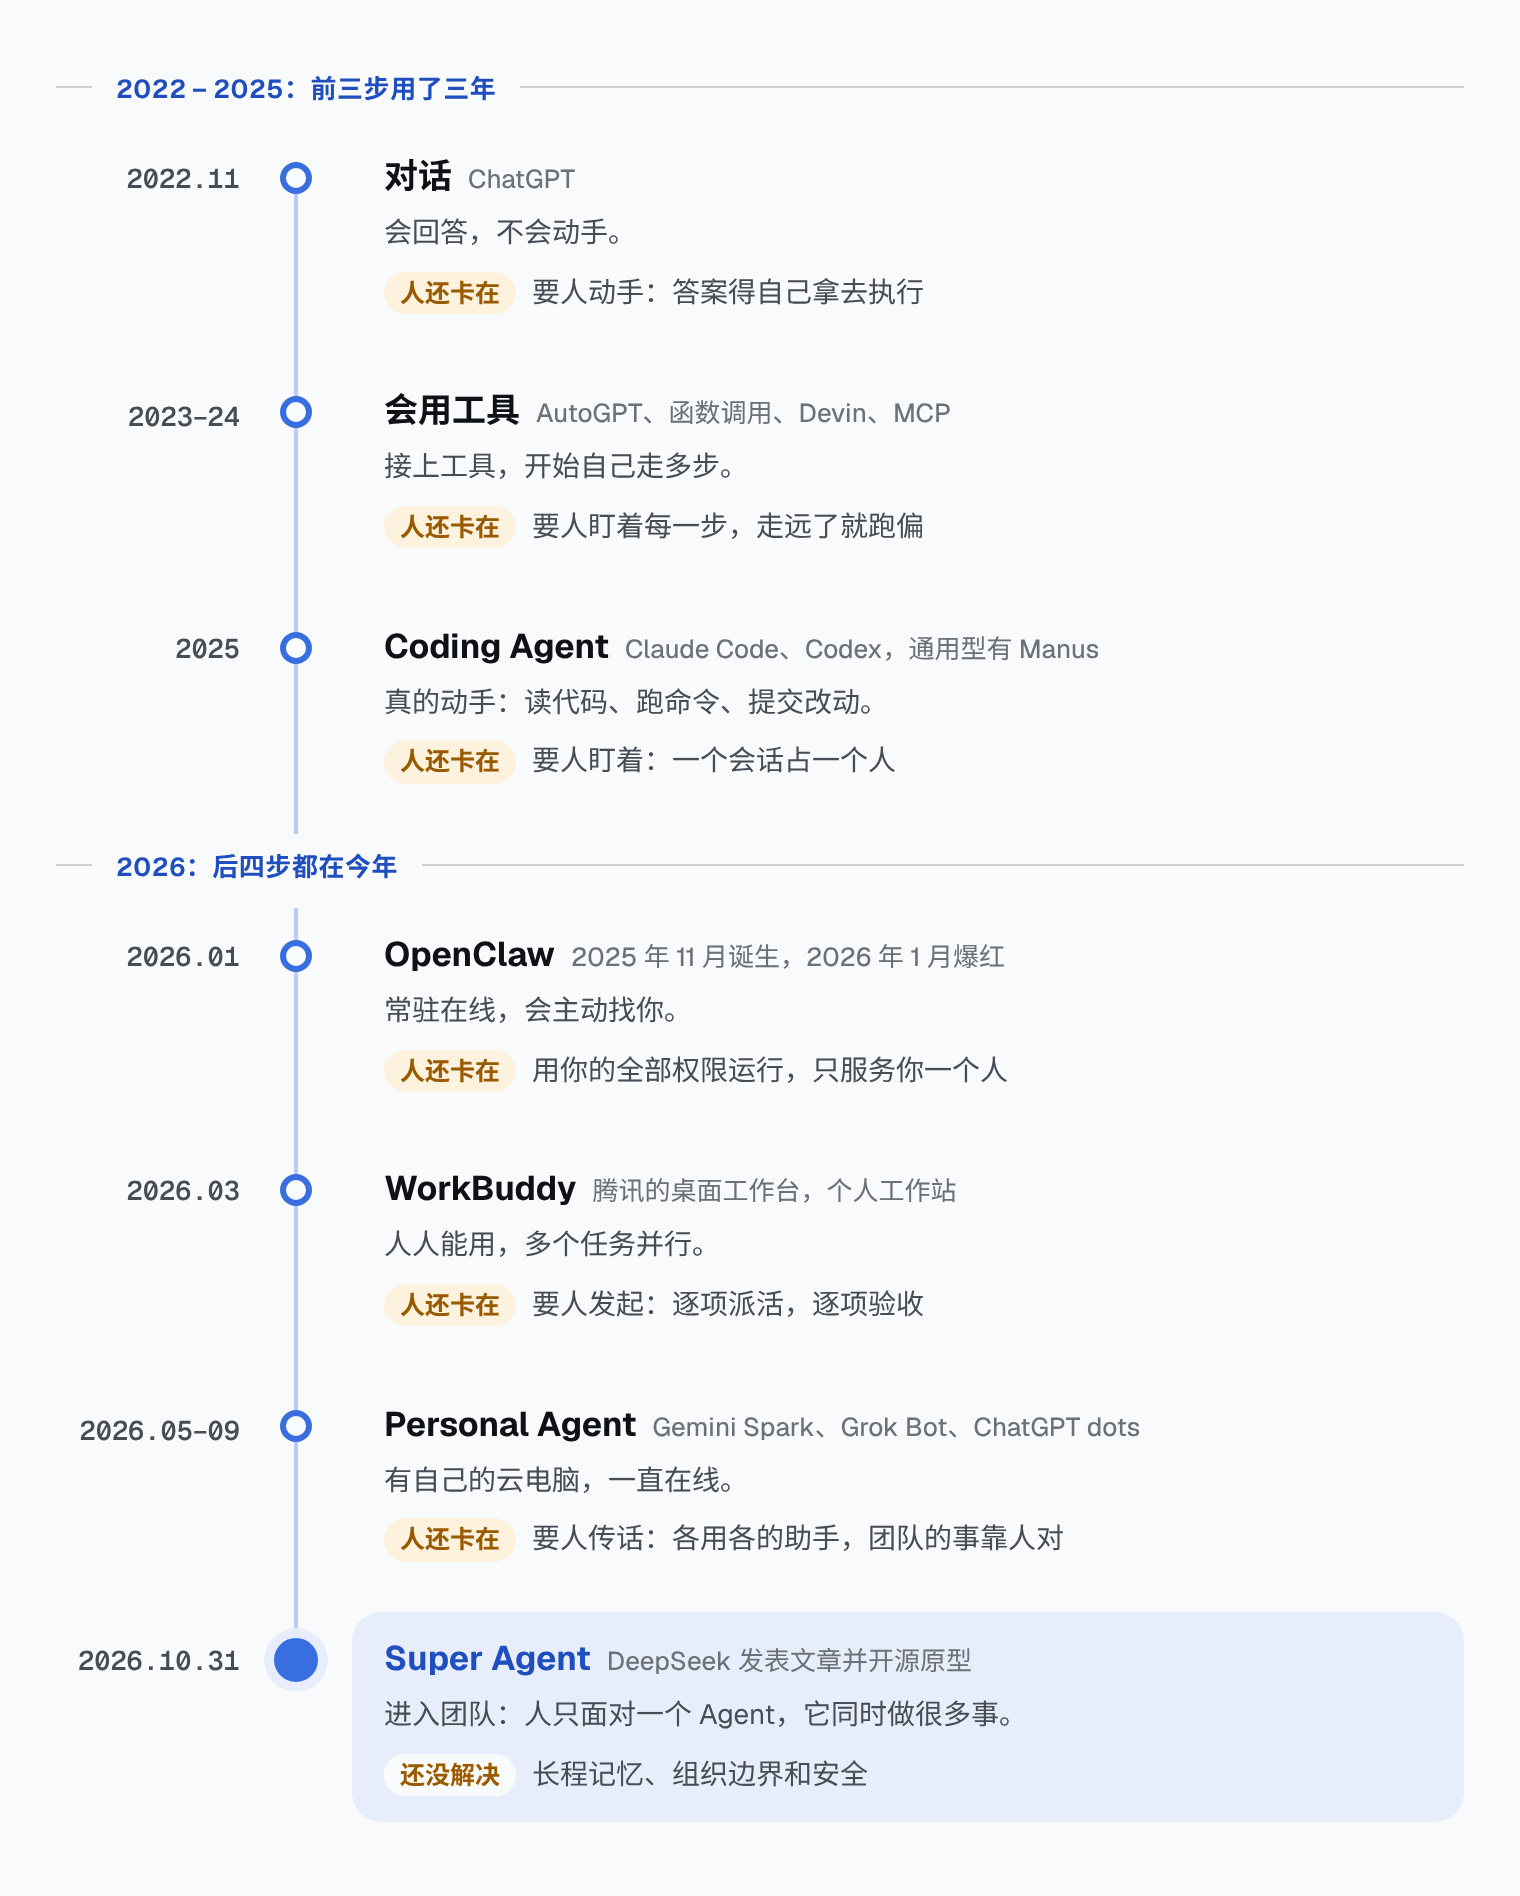 2022 – 2025：前三步用了三年
2022.11
对话 ChatGPT
会回答，不会动手。
人还卡在 要人动手：答案得自己拿去执行
2023–24
会用工具 AutoGPT、函数调用、Devin、MCP
接上工具，开始自己走多步。
人还卡在 要人盯着每一步，走远了就跑偏
2025
Coding Agent Claude Code、Codex，通用型有 Manus
真的动手：读代码、跑命令、提交改动。
人还卡在 要人盯着：一个会话占一个人
2026：后四步都在今年
2026.01
OpenClaw 2025 年 11 月诞生，2026 年 1 月爆红
常驻在线，会主动找你。
人还卡在 用你的全部权限运行，只服务你一个人
2026.03
WorkBuddy 腾讯的桌面工作台，个人工作站
人人能用，多个任务并行。
人还卡在 要人发起：逐项派活，逐项验收
2026.05–09
Personal Agent Gemini Spark、Grok Bot、ChatGPT dots
有自己的云电脑，一直在线。
人还卡在 要人传话：各用各的助手，团队的事靠人对
2026.10.31
Super Agent DeepSeek 发表文章并开源原型
进入团队：人只面对一个 Agent，它同时做很多事。
还没解决 长程记忆、组织边界和安全